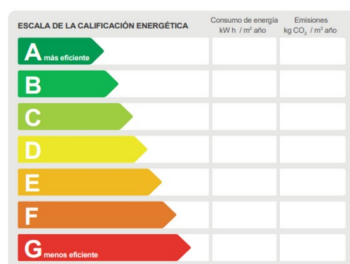 ESCALA DE LA CALIFICACIÓN ENERGÉTICA
Consumo de energía
kW h / m² año
Emisiones
kg CO₂ / m² año
A más eficiente
B
C
D
E
F
G menos eficiente